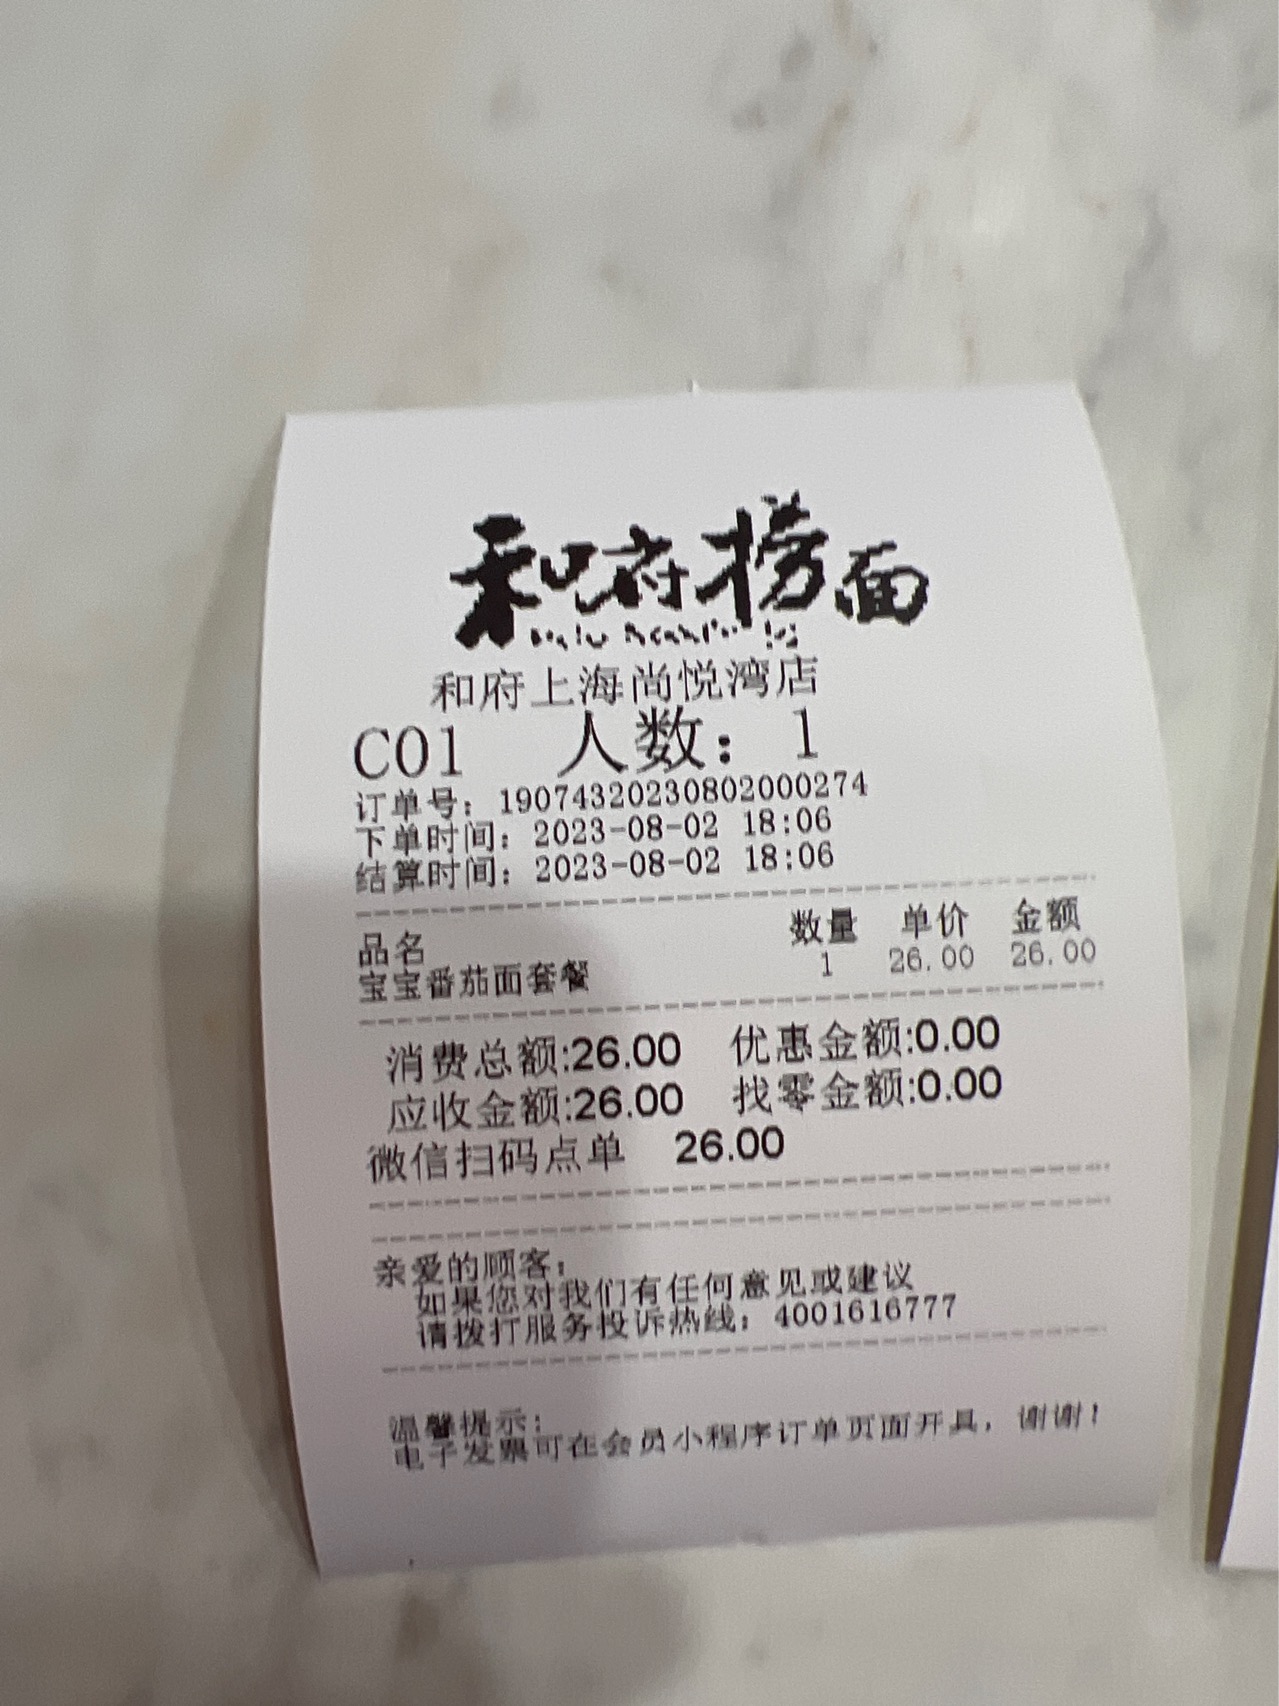 和府捞面
和府上海尚悦湾店
C01 人数：1
订单号：19074320230802000274
下单时间：2023-08-02 18:06
结算时间：2023-08-02 18:06
品名 数量 单价 金额
宝宝番茄面套餐 1 26.00 26.00
消费总额:26.00 优惠金额:0.00
应收金额:26.00 找零金额:0.00
微信扫码点单 26.00
亲爱的顾客：
如果您对我们有任何意见或建议
请拨打服务投诉热线：4001616777
温馨提示：
电子发票可在会员小程序订单页面开具，谢谢！